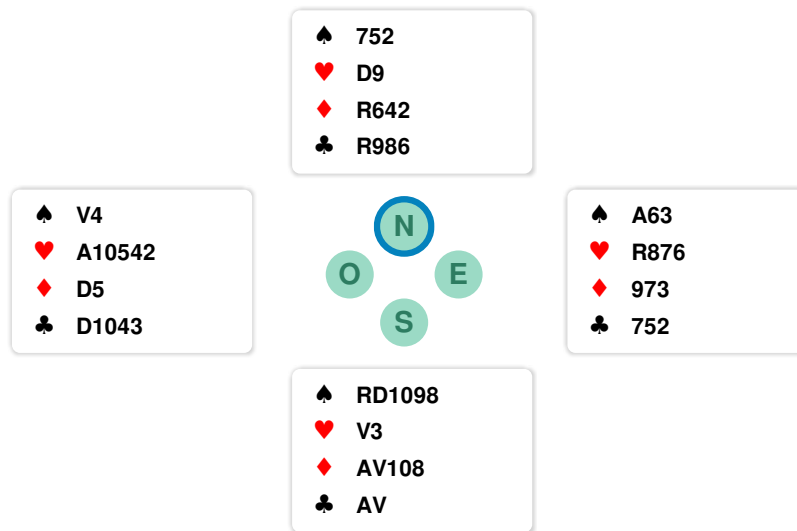 ♠ 752
♥ D9
♦ R642
♣ R986
♠ V4
♥ A10542
♦ D5
♣ D1043
N
O E
S
♠ A63
♥ R876
♦ 973
♣ 752
♠ RD1098
♥ V3
♦ AV108
♣ AV